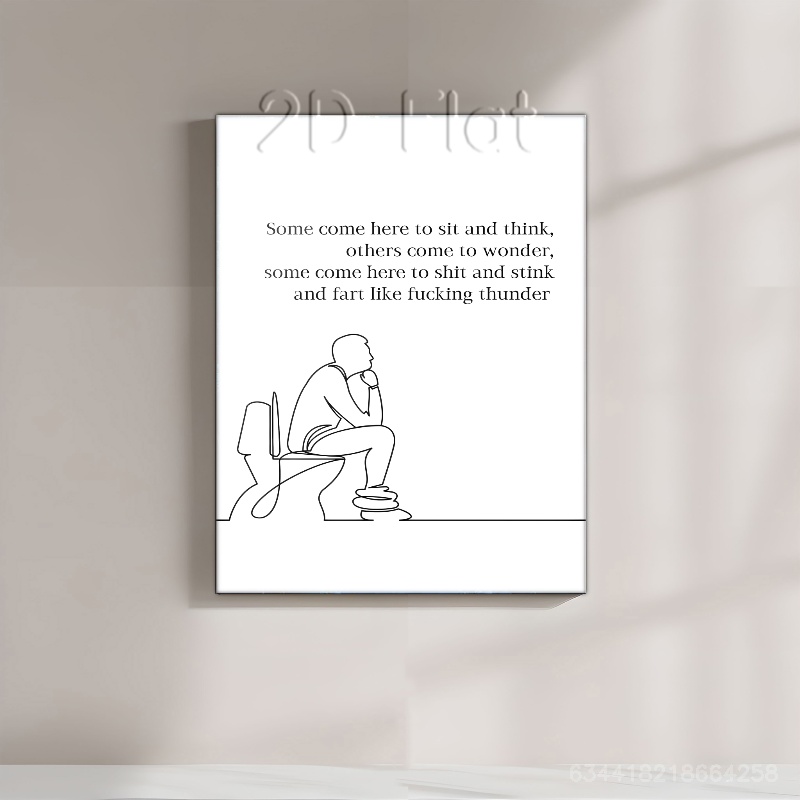 2D Flat
Some come here to sit and think,
others come to wonder,
some come here to shit and stink
and fart like fucking thunder
634418218664258